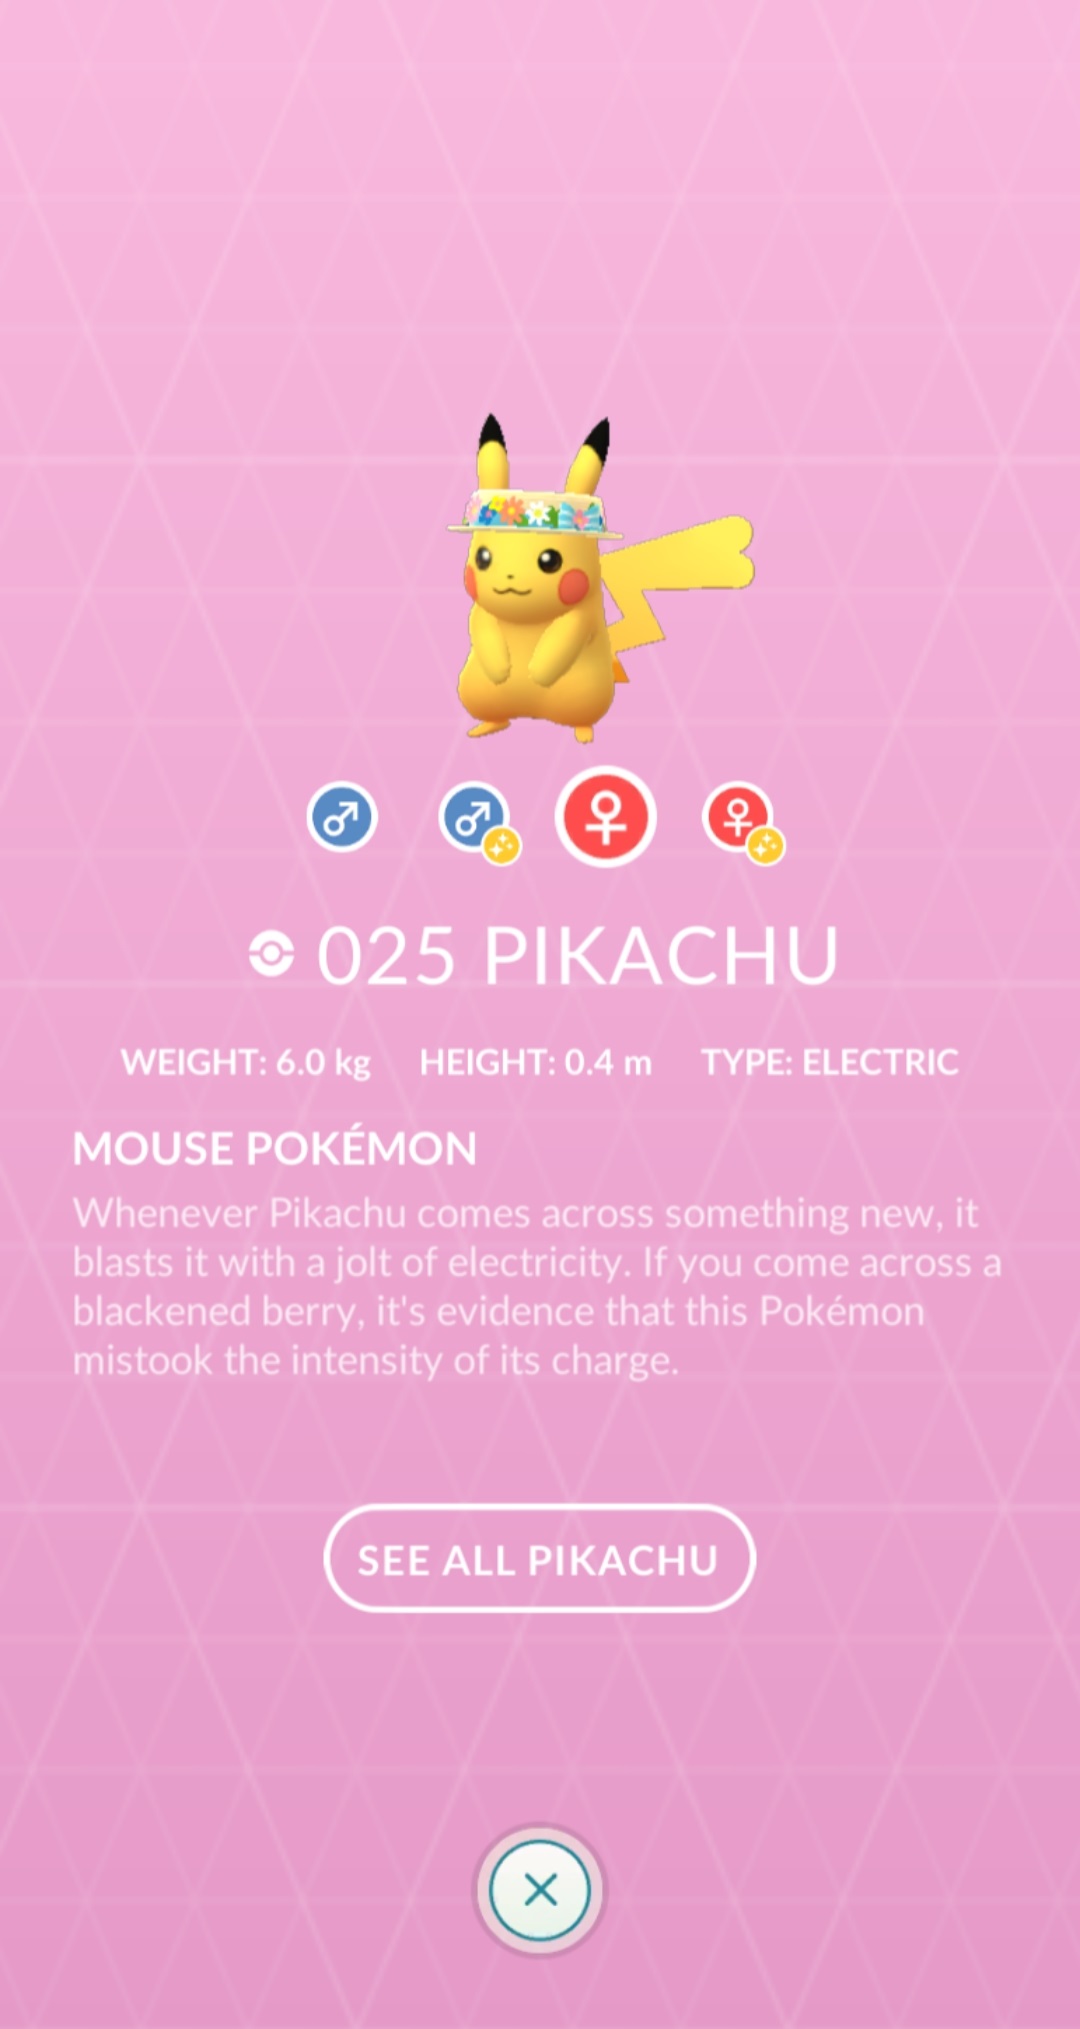 025 PIKACHU
WEIGHT: 6.0 kg HEIGHT: 0.4 m TYPE: ELECTRIC
MOUSE POKÉMON
Whenever Pikachu comes across something new, it
blasts it with a jolt of electricity. If you come across a
blackened berry, it's evidence that this Pokémon
mistook the intensity of its charge.
SEE ALL PIKACHU